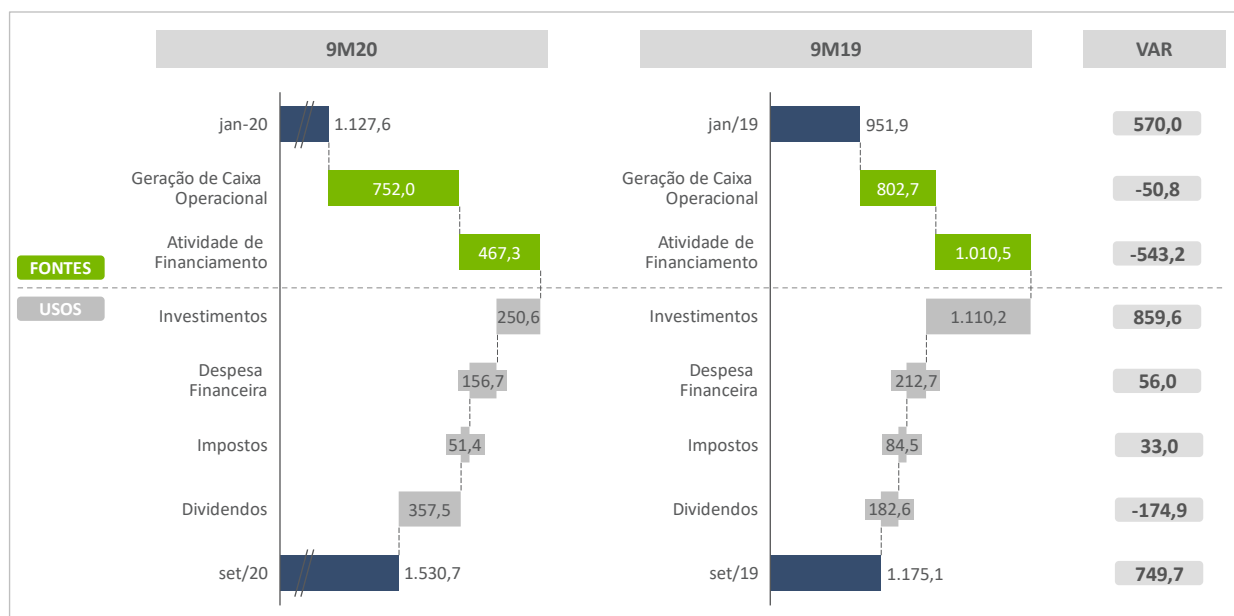 9M20 9M19 VAR
jan-20 1.127,6 jan/19 951,9 570,0
Geração de Caixa Geração de Caixa
Operacional 752,0 Operacional 802,7 -50,8
Atividade de Atividade de
Financiamento 467,3 Financiamento 1.010,5 -543,2
FONTES
USOS
Investimentos 250,6 Investimentos 1.110,2 859,6
Despesa Despesa
Financeira 156,7 Financeira 212,7 56,0
Impostos 51,4 Impostos 84,5 33,0
Dividendos 357,5 Dividendos 182,6 -174,9
set/20 1.530,7 set/19 1.175,1 749,7